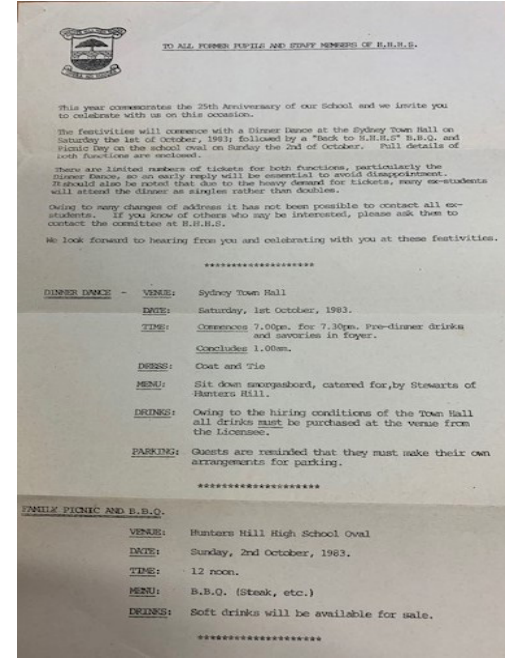 TO ALL FORMER PUPILS AND STAFF MEMBERS OF H.H.H.S.
This year commemorates the 25th Anniversary of our School and we invite you
to celebrate with us on this occasion.
The festivities will commence with a Dinner Dance at the Sydney Town Hall on
Saturday the 1st of October, 1983; followed by a "Back to H.H.H.S" B.B.Q. and
Picnic Day on the school oval on Sunday the 2nd of October. Full details of
both functions are enclosed.
There are limited numbers of tickets for both functions, particularly the
Dinner Dance, so an early reply will be essential to avoid disappointment.
It should also be noted that due to the heavy demand for tickets, many ex-students
will attend the dinner as singles rather than doubles.
Owing to many changes of address it has not been possible to contact all ex-
students. If you know of others who may be interested, please ask them to
contact the committee at H.H.H.S.
We look forward to hearing from you and celebrating with you at these festivities.
********************
DINNER DANCE - VENUE: Sydney Town Hall
DATE: Saturday, 1st October, 1983.
TIME: Commences 7.00pm. for 7.30pm. Pre-dinner drinks
and savories in foyer.
Concludes 1.00am.
DRESS: Coat and Tie
MENU: Sit down smorgasbord, catered for,by Stewarts of
Hunters Hill.
DRINKS: Owing to the hiring conditions of the Town Hall
all drinks must be purchased at the venue from
the Licensee.
PARKING: Guests are reminded that they must make their own
arrangements for parking.
********************
FAMILY PICNIC AND B.B.Q.
VENUE: Hunters Hill High School Oval
DATE: Sunday, 2nd October, 1983.
TIME: 12 noon.
MENU: B.B.Q. (Steak, etc.)
DRINKS: Soft drinks will be available for sale.
********************